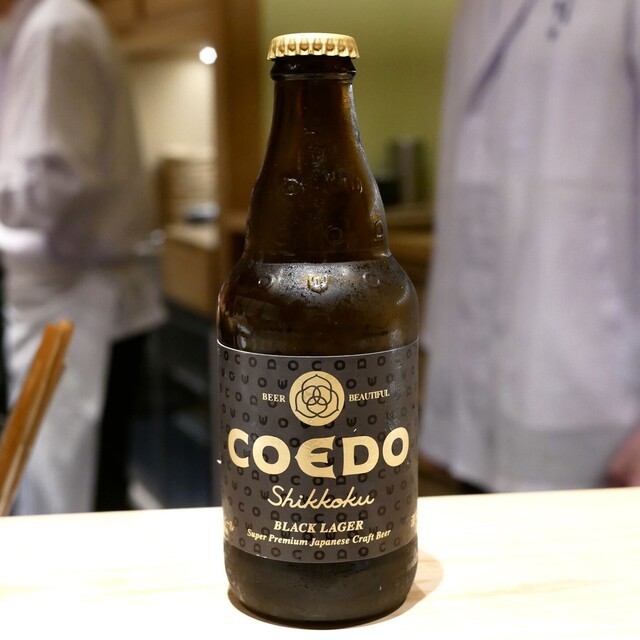 BEER BEAUTIFUL
COEDO
Shikkoku
BLACK LAGER
Super Premium Japanese Craft Beer